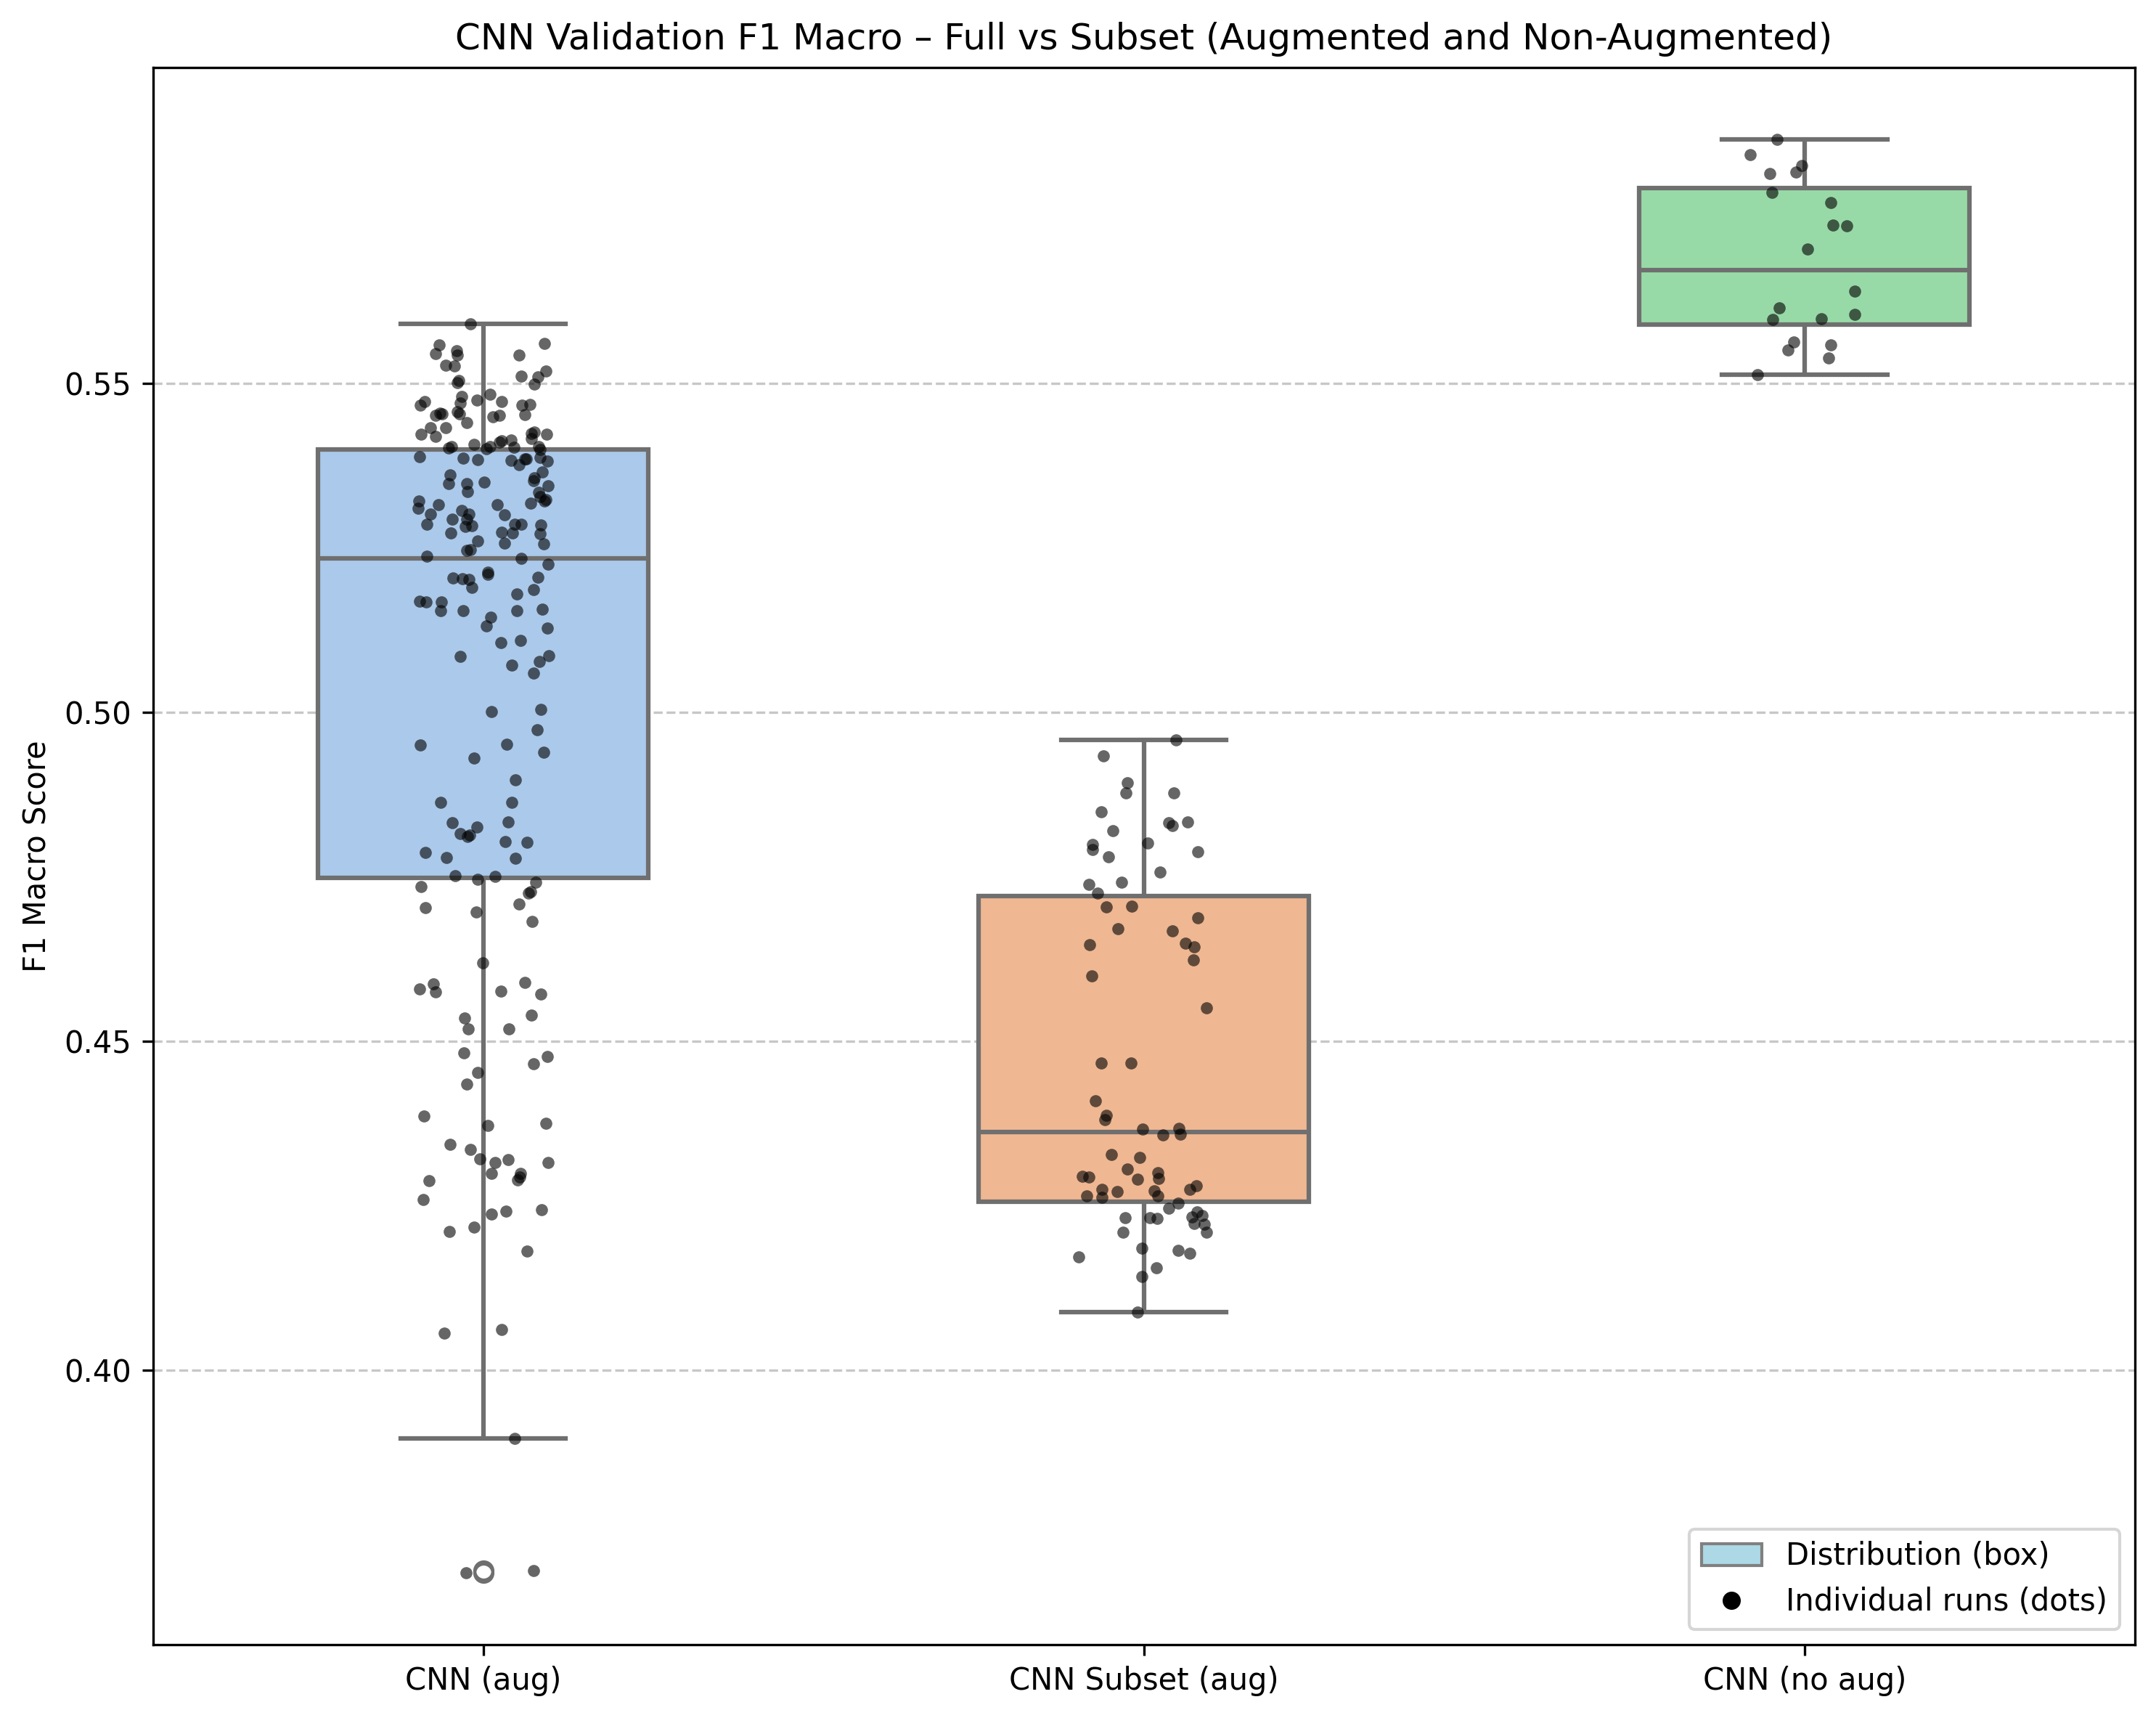 CNN Validation F1 Macro – Full vs Subset (Augmented and Non-Augmented)
F1 Macro Score
0.55
0.50
0.45
0.40
CNN (aug)
CNN Subset (aug)
CNN (no aug)
Distribution (box)
Individual runs (dots)